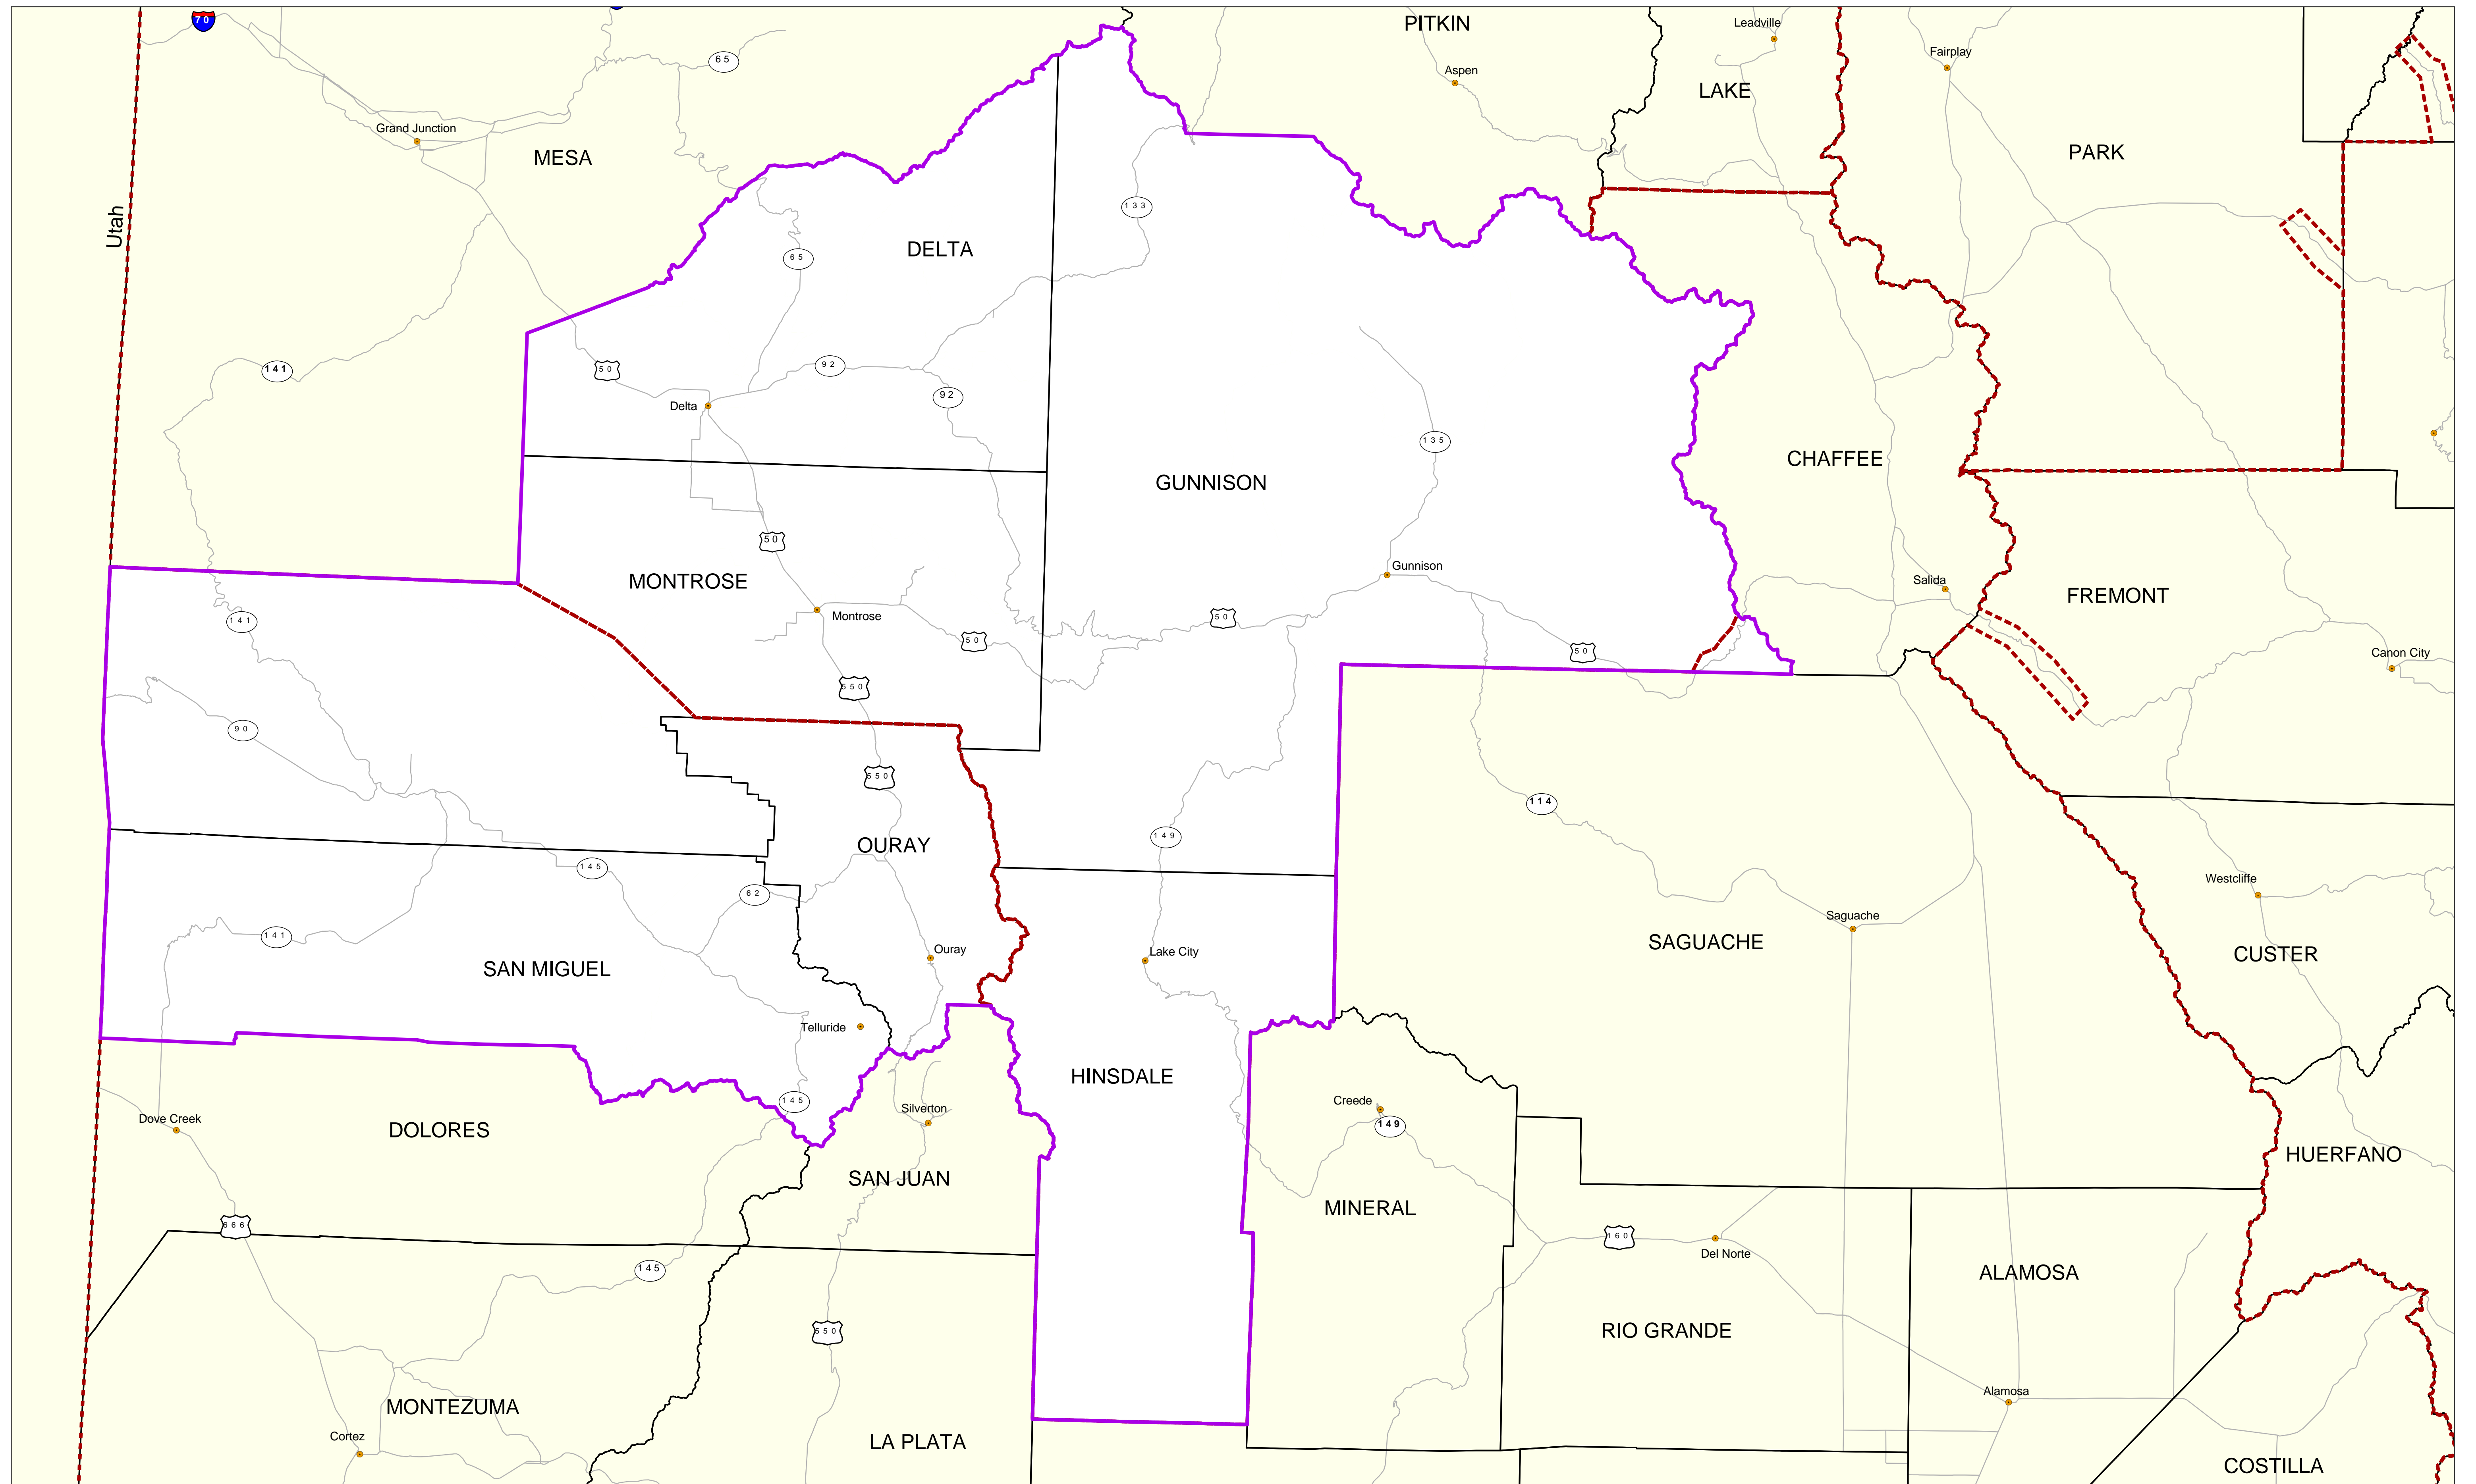 70
PITKIN
Leadville
65
Aspen
Fairplay
LAKE
Grand Junction
MESA
PARK
Utah
133
DELTA
65
141
50
92
92
Delta
135
CHAFFEE
GUNNISON
50
Gunnison
MONTROSE
Salida
FREMONT
Montrose
141
50
50
50
Canon City
550
90
550
114
149
OURAY
145
62
Westcliffe
Saguache
141
Ouray
Lake City
SAGUACHE
CUSTER
SAN MIGUEL
Telluride
HINSDALE
145
Creede
Silverton
Dove Creek
149
DOLORES
HUERFANO
SAN JUAN
MINERAL
666
160
Del Norte
145
ALAMOSA
RIO GRANDE
550
Alamosa
MONTEZUMA
Cortez
LA PLATA
COSTILLA